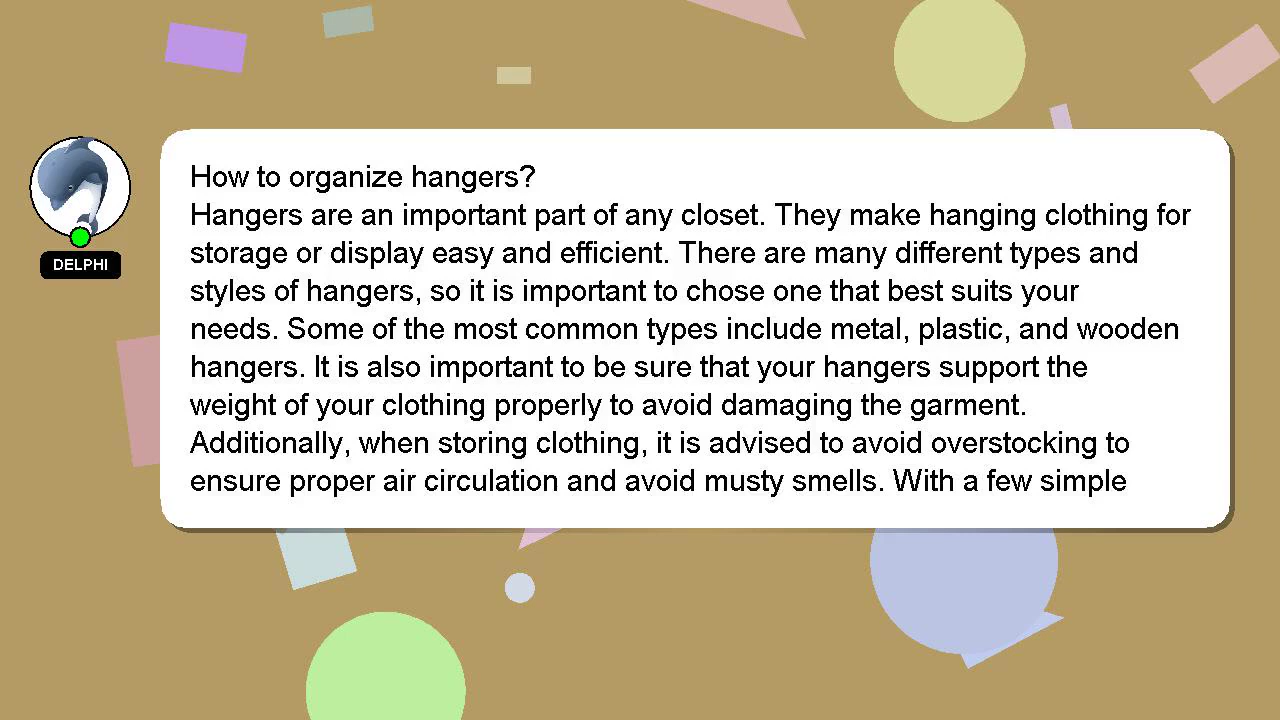 How to organize hangers?
Hangers are an important part of any closet. They make hanging clothing for
storage or display easy and efficient. There are many different types and
styles of hangers, so it is important to chose one that best suits your
needs. Some of the most common types include metal, plastic, and wooden
hangers. It is also important to be sure that your hangers support the
weight of your clothing properly to avoid damaging the garment.
Additionally, when storing clothing, it is advised to avoid overstocking to
ensure proper air circulation and avoid musty smells. With a few simple
DELPHI